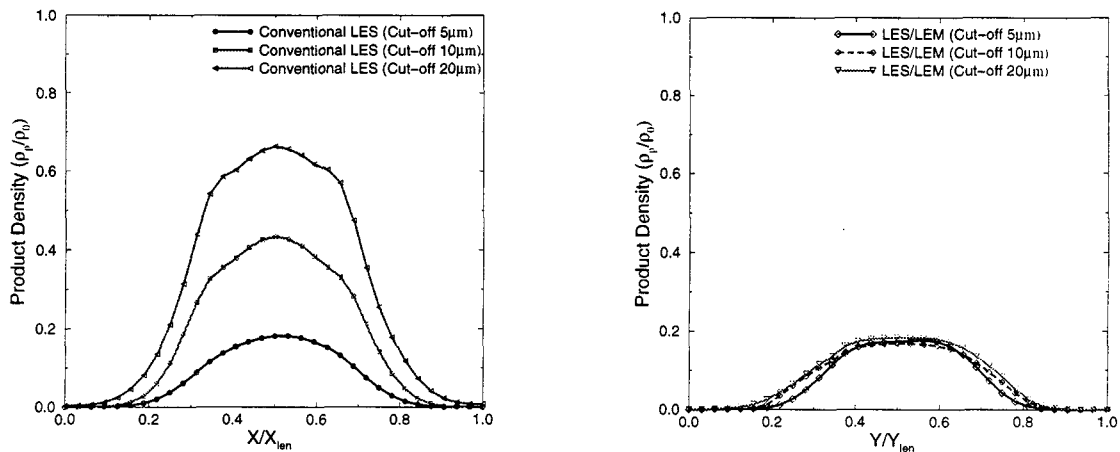 Conventional LES (Cut-off 5μm)
Conventional LES (Cut-off 10μm)
Conventional LES (Cut-off 20μm)
1.0
0.8
0.6
0.4
0.2
0.0
Product Density (ρp/ρ0)
0.0 0.2 0.4 0.6 0.8 1.0
X/Xlen
LES/LEM (Cut-off 5μm)
LES/LEM (Cut-off 10μm)
LES/LEM (Cut-off 20μm)
1.0
0.8
0.6
0.4
0.2
0.0
Product Density (ρp/ρ0)
0.0 0.2 0.4 0.6 0.8 1.0
Y/Ylen